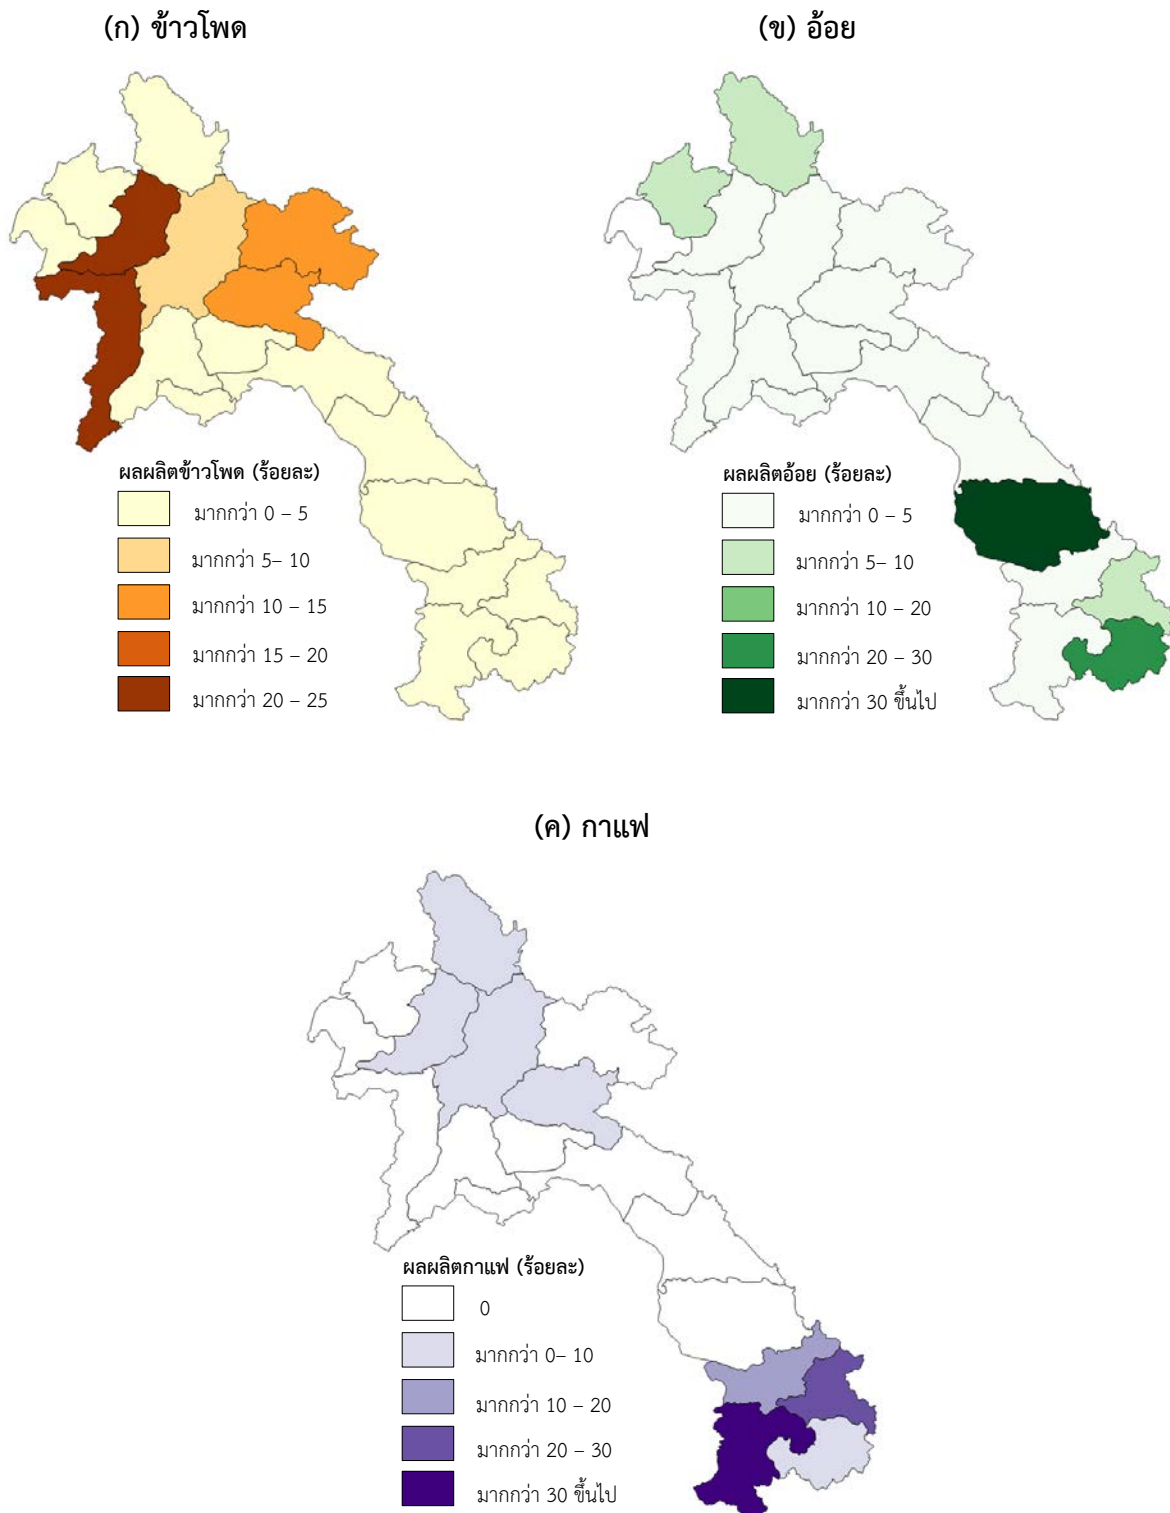 (ก) ข้าวโพด
(ข) อ้อย
ผลผลิตข้าวโพด (ร้อยละ)
มากกว่า 0 – 5
มากกว่า 5– 10
มากกว่า 10 – 15
มากกว่า 15 – 20
มากกว่า 20 – 25
ผลผลิตอ้อย (ร้อยละ)
มากกว่า 0 – 5
มากกว่า 5– 10
มากกว่า 10 – 20
มากกว่า 20 – 30
มากกว่า 30 ขึ้นไป
(ค) กาแฟ
ผลผลิตกาแฟ (ร้อยละ)
0
มากกว่า 0– 10
มากกว่า 10 – 20
มากกว่า 20 – 30
มากกว่า 30 ขึ้นไป